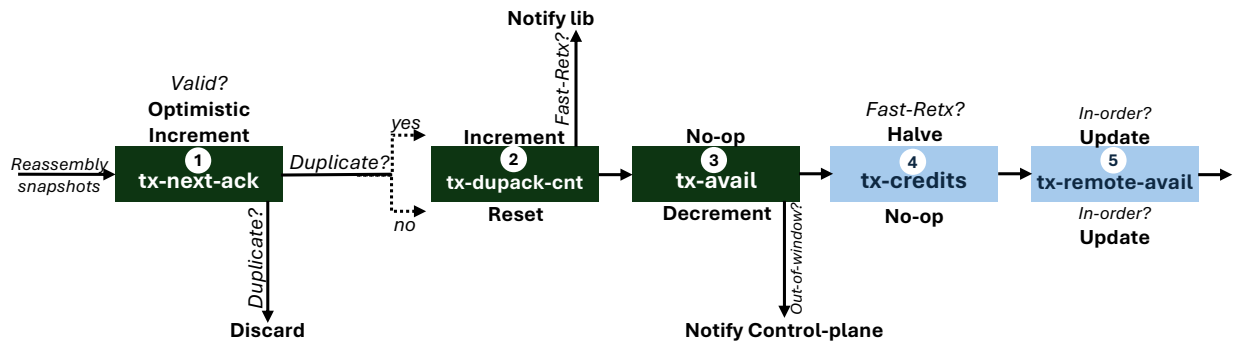 Notify lib
Fast-Retx?
Valid?
Optimistic
Increment
Reassembly
snapshots
1
tx-next-ack
Duplicate?
Duplicate?
Discard
yes
no
Increment
2
tx-dupack-cnt
Reset
No-op
3
tx-avail
Decrement
Out-of-window?
Notify Control-plane
Fast-Retx?
Halve
4
tx-credits
No-op
In-order?
Update
5
tx-remote-avail
In-order?
Update